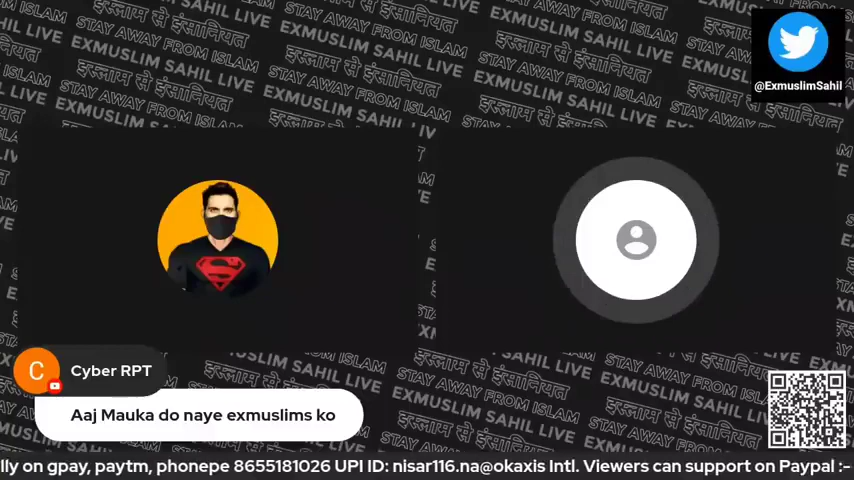 @ExmuslimSahil
STAY AWAY FROM ISLAM
इस्लाम से इंसानियत
EXMUSLIM SAHIL LIVE
C
Cyber RPT
Aaj Mauka do naye exmuslims ko
lly on gpay, paytm, phonepe 8655181026 UPI ID: nisar116.na@okaxis Intl. Viewers can support on Paypal :-